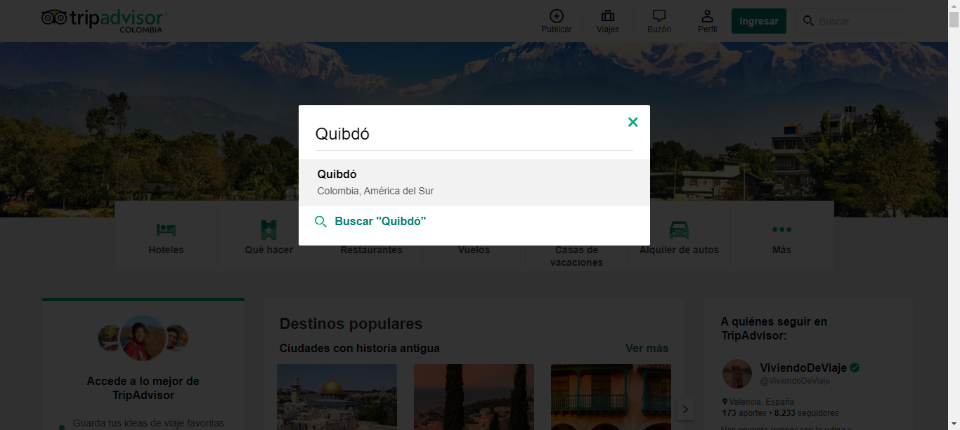 tripadvisor
COLOMBIA
Publicar
Viajes
Buzón
Perfil
Ingresar
Buscar
Quibdó
Quibdó
Colombia, América del Sur
Buscar "Quibdó"
Hoteles
Qué hacer
Restaurantes
Vuelos
Casas de
vacaciones
Alquiler de autos
Más
Accede a lo mejor de
TripAdvisor
Guarda tus ideas de viaje favoritas
Destinos populares
Ciudades con historia antigua
Ver más
A quiénes seguir en
TripAdvisor:
ViviendoDeViaje
@ViviendoDeViaje
Valencia, España
173 aportes • 8.233 seguidores